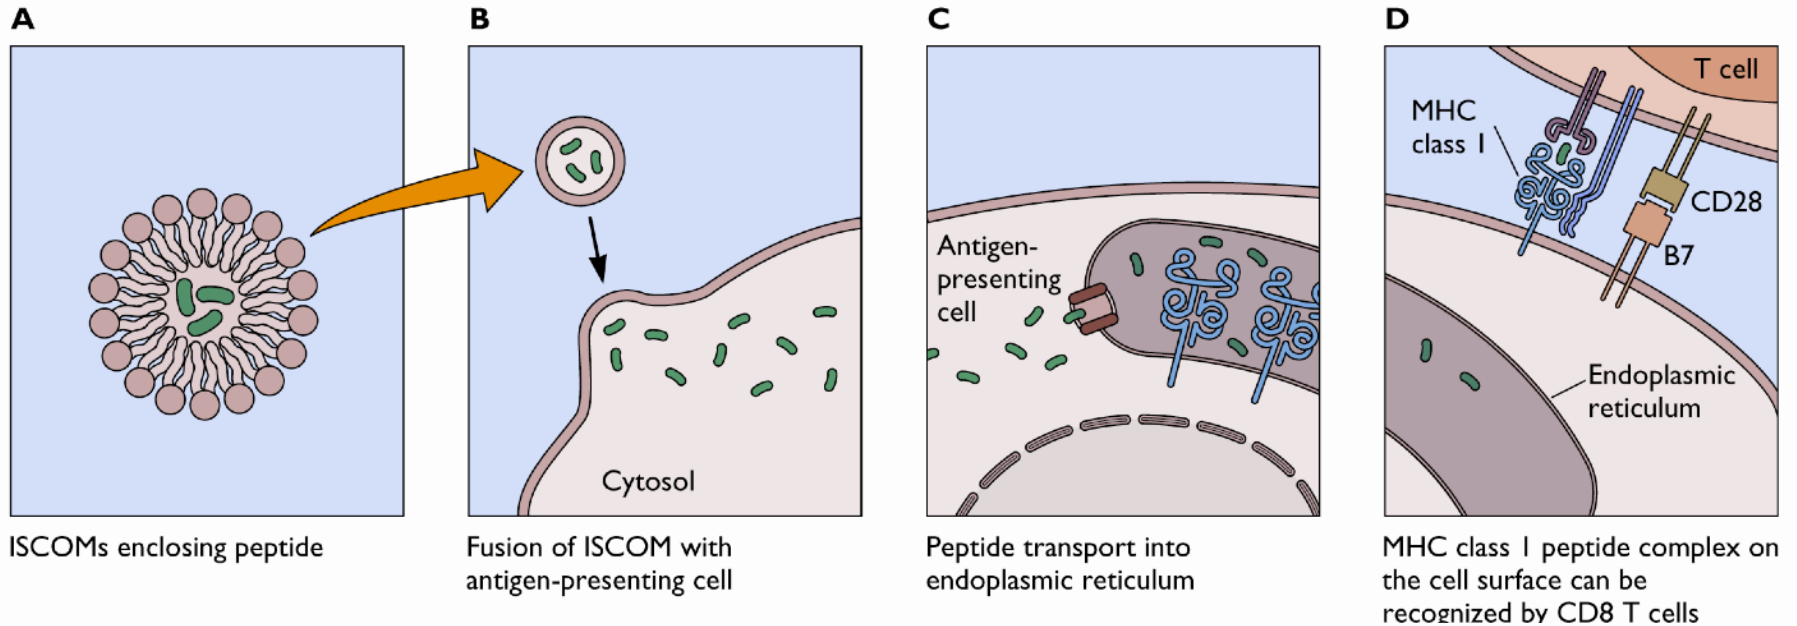 A
B
C
D
T cell
MHC
class I
CD28
B7
Antigen-
presenting
cell
Endoplasmic
reticulum
Cytosol
ISCOMs enclosing peptide
Fusion of ISCOM with
antigen-presenting cell
Peptide transport into
endoplasmic reticulum
MHC class I peptide complex on
the cell surface can be
recognized by CD8 T cells